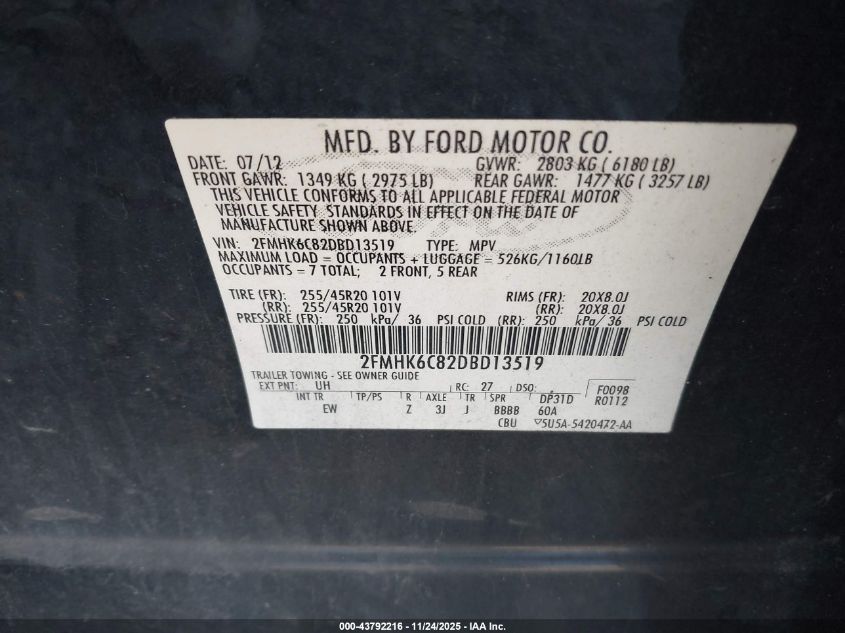 MFD. BY FORD MOTOR CO.
DATE: 07/12 GVWR: 2803 KG ( 6180 LB)
FRONT GAWR: 1349 KG ( 2975 LB) REAR GAWR: 1477 KG ( 3257 LB)
THIS VEHICLE CONFORMS TO ALL APPLICABLE FEDERAL MOTOR
VEHICLE SAFETY STANDARDS IN EFFECT ON THE DATE OF
MANUFACTURE SHOWN ABOVE.
VIN: 2FMHK6C82DBD13519 TYPE: MPV
MAXIMUM LOAD = OCCUPANTS + LUGGAGE = 526KG/1160LB
OCCUPANTS = 7 TOTAL; 2 FRONT, 5 REAR
TIRE (FR): 255/45R20 101V RIMS (FR): 20X8.0J
(RR): 255/45R20 101V (RR): 20X8.0J
PRESSURE (FR): 250 kPa/ 36 PSI COLD (RR): 250 kPa/ 36 PSI COLD
2FMHK6C82DBD13519
TRAILER TOWING - SEE OWNER GUIDE
EXT PNT: UH RC: 27 DSO: F0098
INT TR TP/PS R AXLE TR SPR DP31D R0112
EW Z 3J J BBBB 60A
CBU 5U5A-5420472-AA
000-43792216 - 11/24/2025 - IAA Inc.